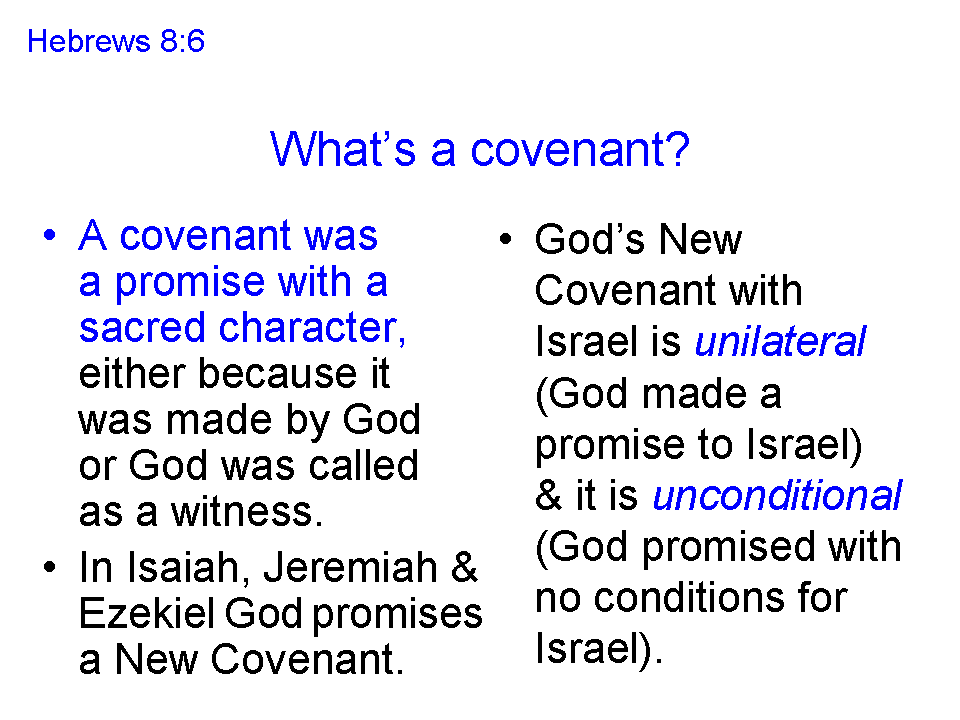 Hebrews 8:6
What’s a covenant?
• A covenant was
a promise with a
sacred character,
either because it
was made by God
or God was called
as a witness.
• In Isaiah, Jeremiah &
Ezekiel God promises
a New Covenant.
• God’s New
Covenant with
Israel is unilateral
(God made a
promise to Israel)
& it is unconditional
(God promised with
no conditions for
Israel).